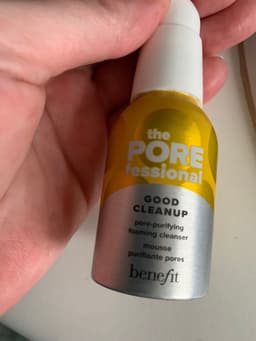 the
PORE
fessional
GOOD
CLEANUP
pore-purifying
foaming cleanser
mousse
purifiante pores
benefit